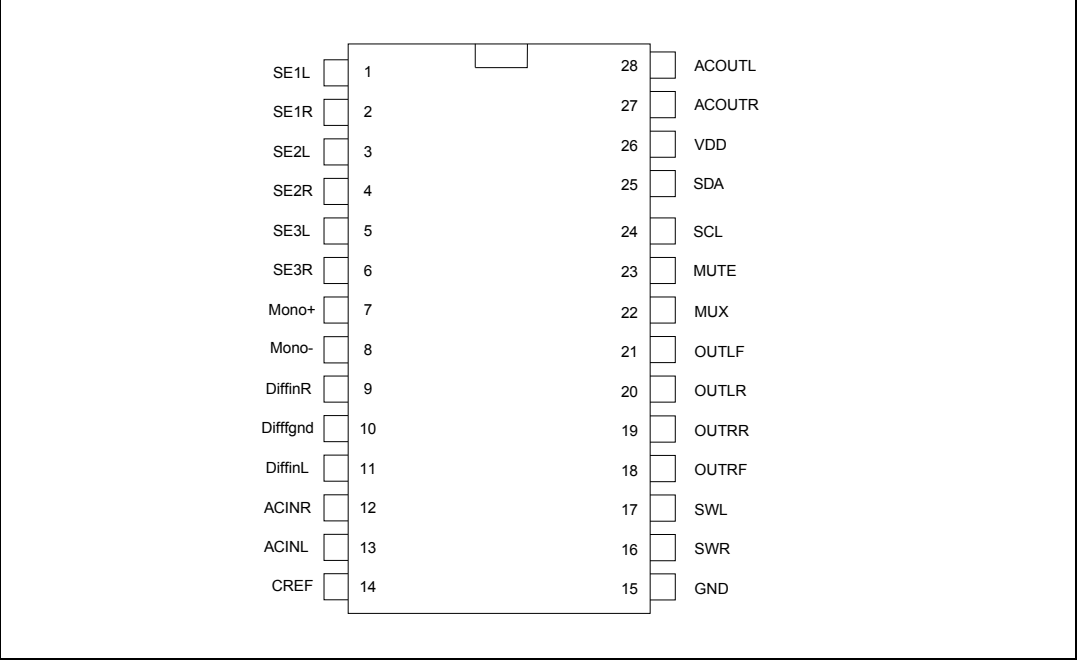 SE1L 1 28 ACOUTL
SE1R 2 27 ACOUTR
SE2L 3 26 VDD
SE2R 4 25 SDA
SE3L 5 24 SCL
SE3R 6 23 MUTE
Mono+ 7 22 MUX
Mono- 8 21 OUTLF
DiffinR 9 20 OUTLR
Difffgnd 10 19 OUTRR
DiffinL 11 18 OUTRF
ACINR 12 17 SWL
ACINL 13 16 SWR
CREF 14 15 GND